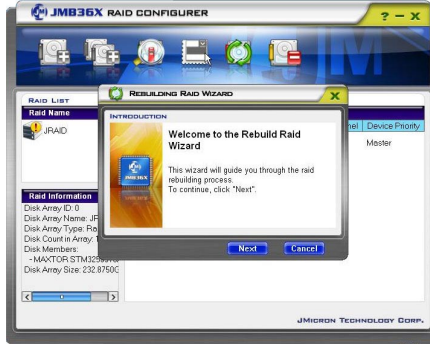 JMB36X RAID CONFIGURER
? – X
RAID LIST
Raid Name
JRAID
Device Priority
Master
Raid Information
Disk Array ID: 0
Disk Array Name:
Disk Array Type:
Disk Count in Array:
Disk Members:
- MAXTOR
Disk Array Size: 232.8750G
REBUILDING RAID WIZARD
X
INTRODUCTION
JMB36X
Welcome to the Rebuild Raid
Wizard
This wizard will guide you through the raid
rebuilding process.
To continue, click "Next".
Next
Cancel
JMICRON TECHNOLOGY CORP.